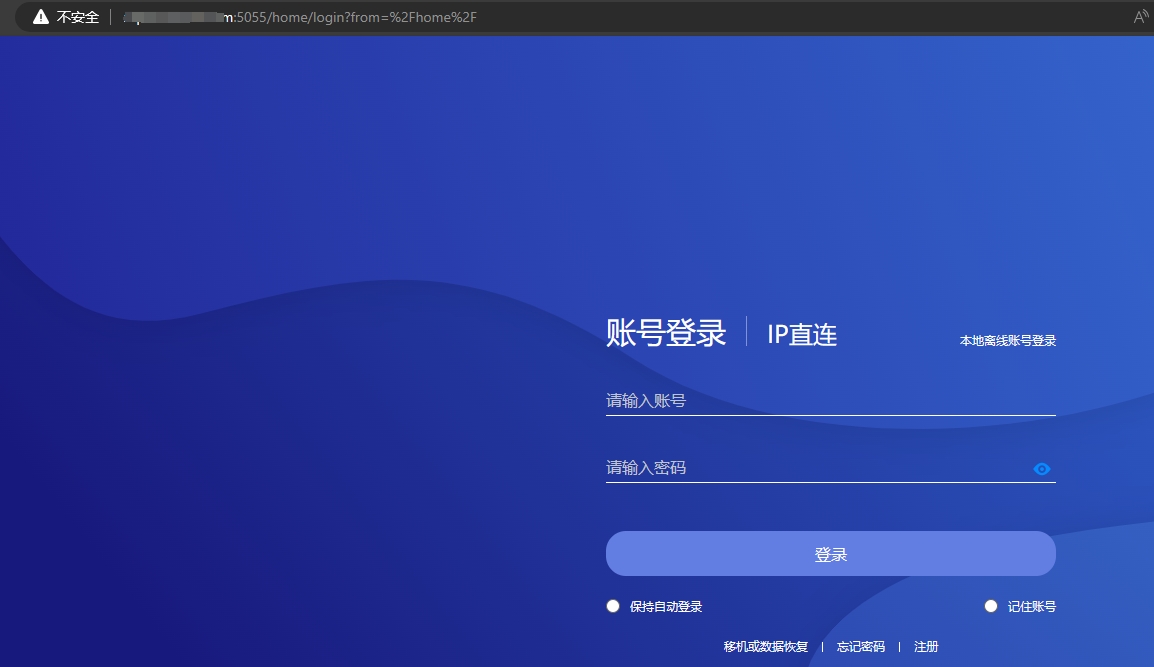 不安全 m:5055/home/login?from=%2Fhome%2F
账号登录 IP直连 本地离线账号登录
请输入账号
请输入密码
登录
保持自动登录 记住账号
移机或数据恢复 | 忘记密码 | 注册